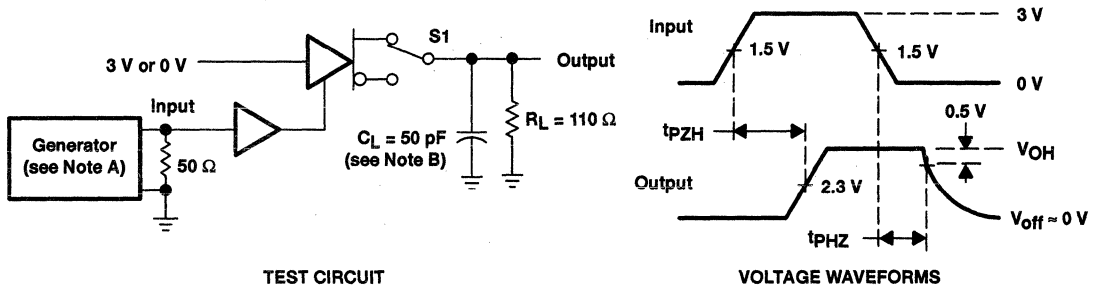 S1
3 V or 0 V
Output
Input
Generator
(see Note A)
50 Ω
CL = 50 pF
(see Note B)
RL = 110 Ω
TEST CIRCUIT
Input
3 V
1.5 V
1.5 V
0 V
0.5 V
tPZH
VOH
Output
2.3 V
Voff ≈ 0 V
tPHZ
VOLTAGE WAVEFORMS